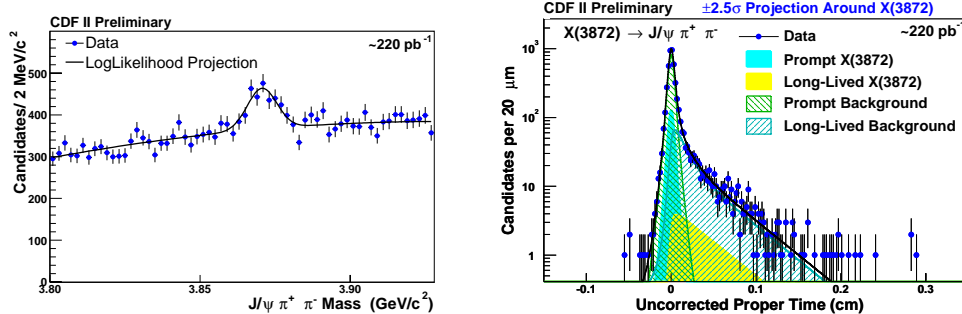 CDF II Preliminary
Data
LogLikelihood Projection
~220 pb⁻¹
Candidates/ 2 MeV/c²
500
400
300
200
100
0
3.80
3.85
3.90
J/ψ π⁺ π⁻ Mass (GeV/c²)
CDF II Preliminary
±2.5σ Projection Around X(3872)
X(3872) → J/ψ π⁺ π⁻
Data
~220 pb⁻¹
Prompt X(3872)
Long-Lived X(3872)
Prompt Background
Long-Lived Background
Candidates per 20 μm
10³
10²
10
1
-0.1
0
0.1
0.2
0.3
Uncorrected Proper Time (cm)